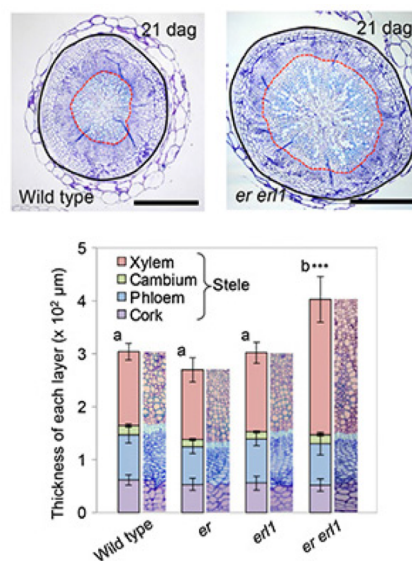 21 dag
Wild type
21 dag
er erl1
Thickness of each layer (x 10² µm)
5
4
3
2
1
0
Xylem
Cambium
Phloem
Cork
Stele
a
a
a
b***
Wild type
er
erl1
er erl1